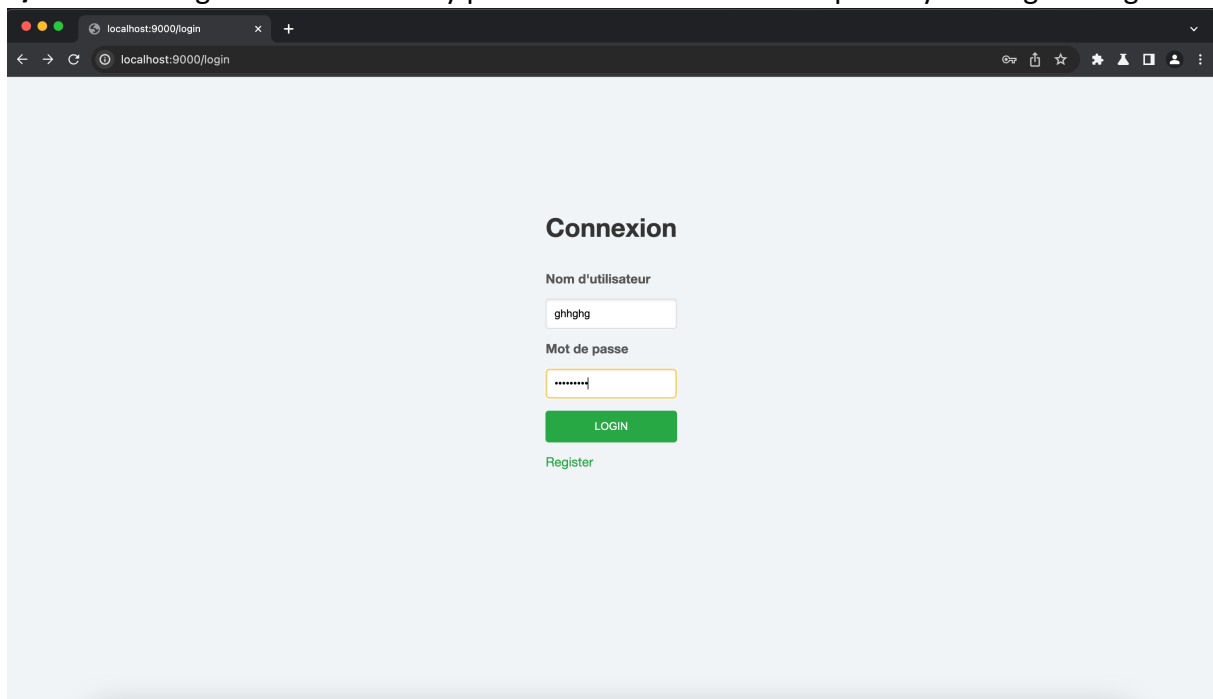 localhost:9000/login
localhost:9000/login
Connexion
Nom d'utilisateur
ghhghg
Mot de passe
•••••••••
LOGIN
Register